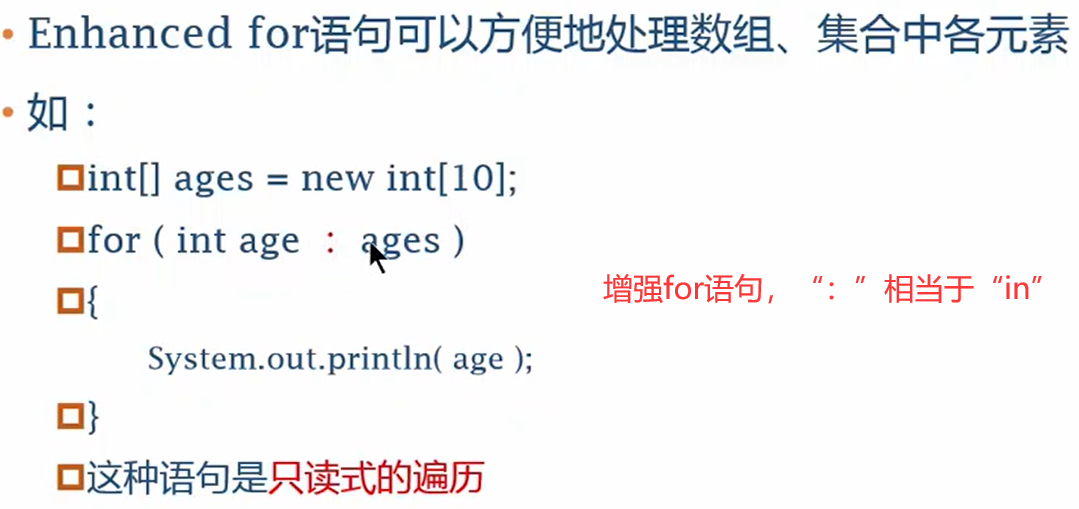 Enhanced for语句可以方便地处理数组、集合中各元素
如：
int[] ages = new int[10];
for ( int age : ages )
{
增强for语句，“：”相当于“in”
System.out.println( age );
}
这种语句是只读式的遍历